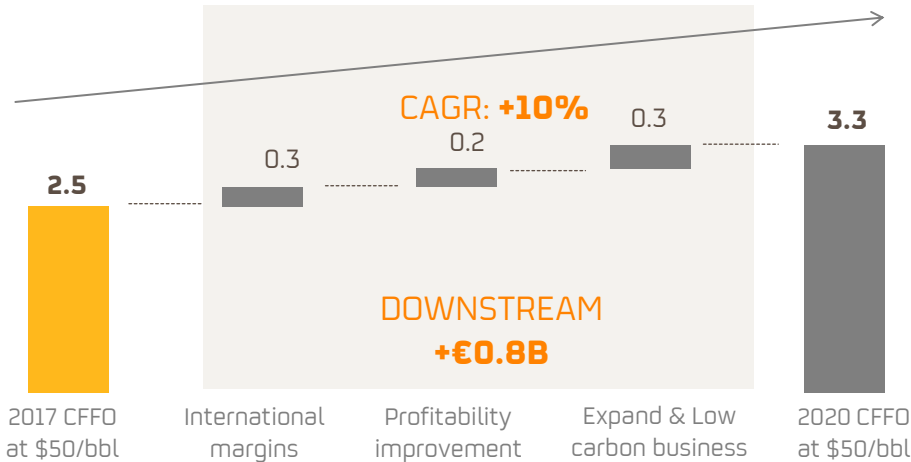 CAGR: +10%
2.5
0.3
0.2
0.3
3.3
DOWNSTREAM
+€0.8B
2017 CFFO
at $50/bbl
International
margins
Profitability
improvement
Expand & Low
carbon business
2020 CFFO
at $50/bbl